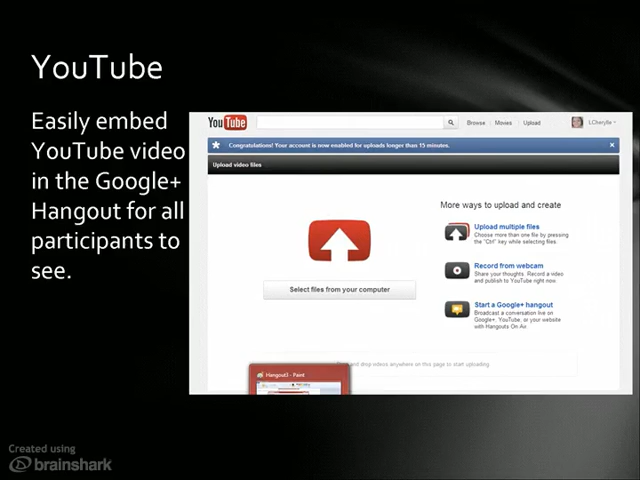 YouTube
Easily embed
YouTube video
in the Google+
Hangout for all
participants to
see.
YouTube
Browse
Movies
Upload
LCherylle
Congratulations! Your account is now enabled for uploads longer than 15 minutes.
Upload video files
More ways to upload and create
Upload multiple files
Choose more than one file by pressing
the "Ctrl" key while selecting files.
Record from webcam
Share your thoughts. Record a video
and publish to YouTube right now.
Start a Google+ hangout
Broadcast a conversation live on
Google+, YouTube, or your website
with Hangouts On Air.
Select files from your computer
and drop videos anywhere on this page to start uploading
Hangout3 - Paint
Created using
brainshark